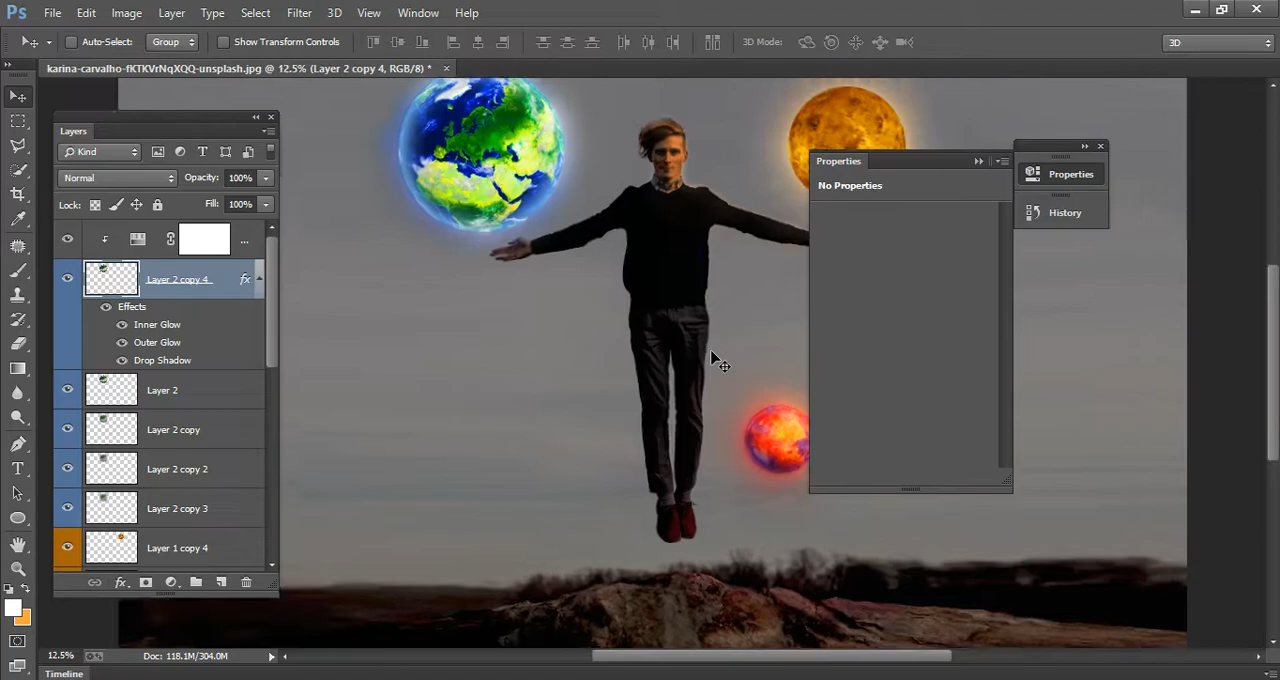 Ps File Edit Image Layer Type Select Filter 3D View Window Help
Auto-Select: Group Show Transform Controls 3D Mode: 3D
karina-carvalho-fKTKVrNqXQQ-unsplash.jpg @ 12.5% (Layer 2 copy 4, RGB/8) *
Layers
Kind
Normal Opacity: 100%
Lock: Fill: 100%
Layer 2 copy 4 fx
Effects
Inner Glow
Outer Glow
Drop Shadow
Layer 2
Layer 2 copy
Layer 2 copy 2
Layer 2 copy 3
Layer 1 copy 4
fx
Properties
No Properties
Properties
History
12.5% Doc: 118.1M/304.0M
Timeline